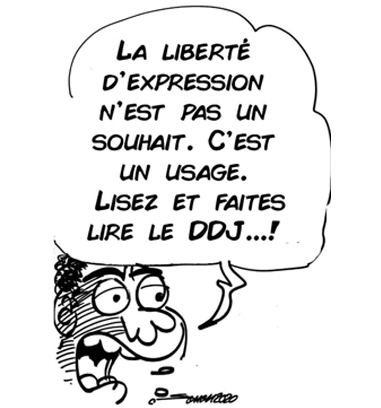 LA LIBERTÉ
D'EXPRESSION
N'EST PAS UN
SOUHAIT. C'EST
UN USAGE.
LISEZ ET FAITES
LIRE LE DDJ...!